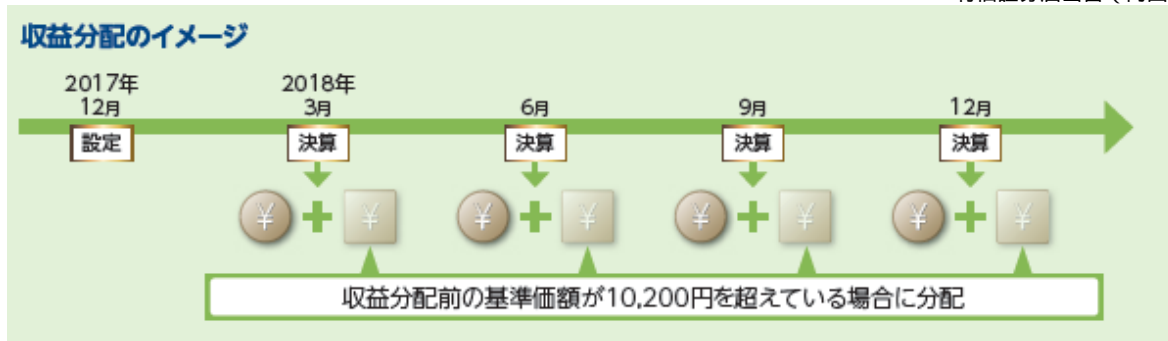 収益分配のイメージ
2017年 2018年
12月 3月 6月 9月 12月
設定 決算 決算 決算 決算
¥ ¥ ¥ ¥ ¥ ¥ ¥ ¥
収益分配前の基準価額が10,200円を超えている場合に分配